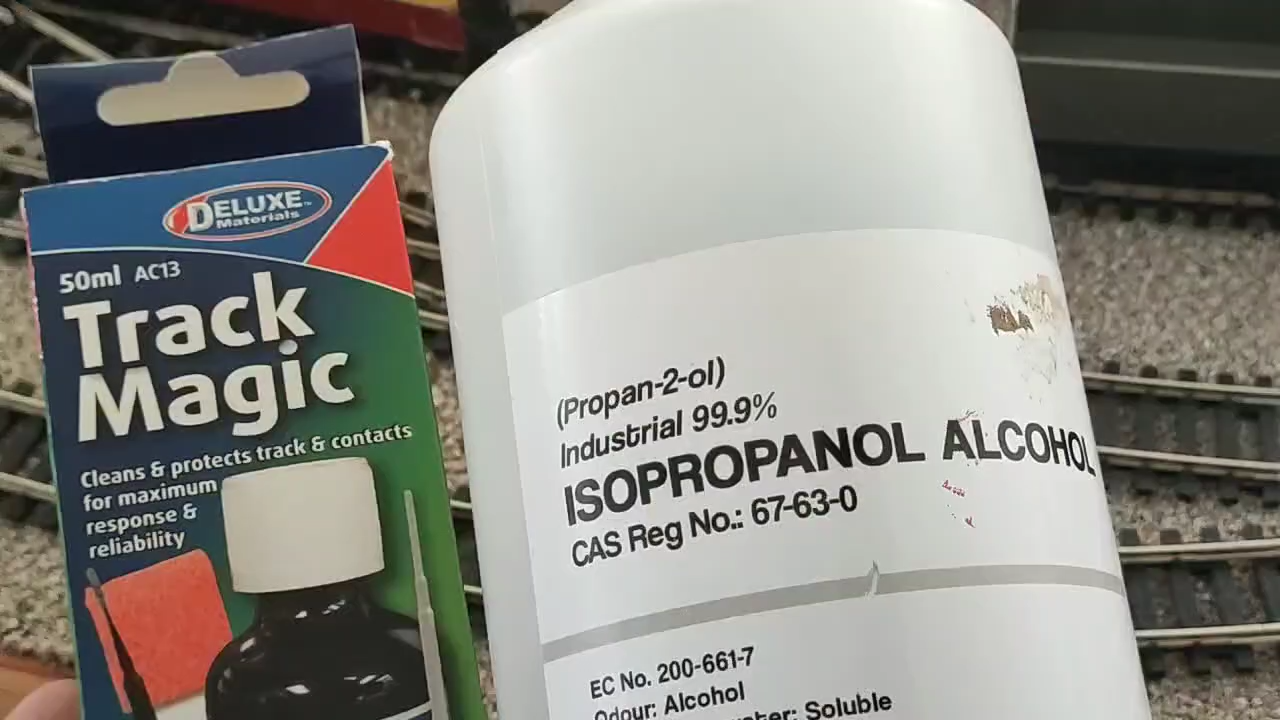 DELUXE
Materials
50ml AC13
Track
Magic
Cleans & protects track & contacts
for maximum
response &
reliability
(Propan-2-ol)
Industrial 99.9%
ISOPROPANOL ALCOHOL
CAS Reg No.: 67-63-0
EC No. 200-661-7
Odour: Alcohol
water: Soluble